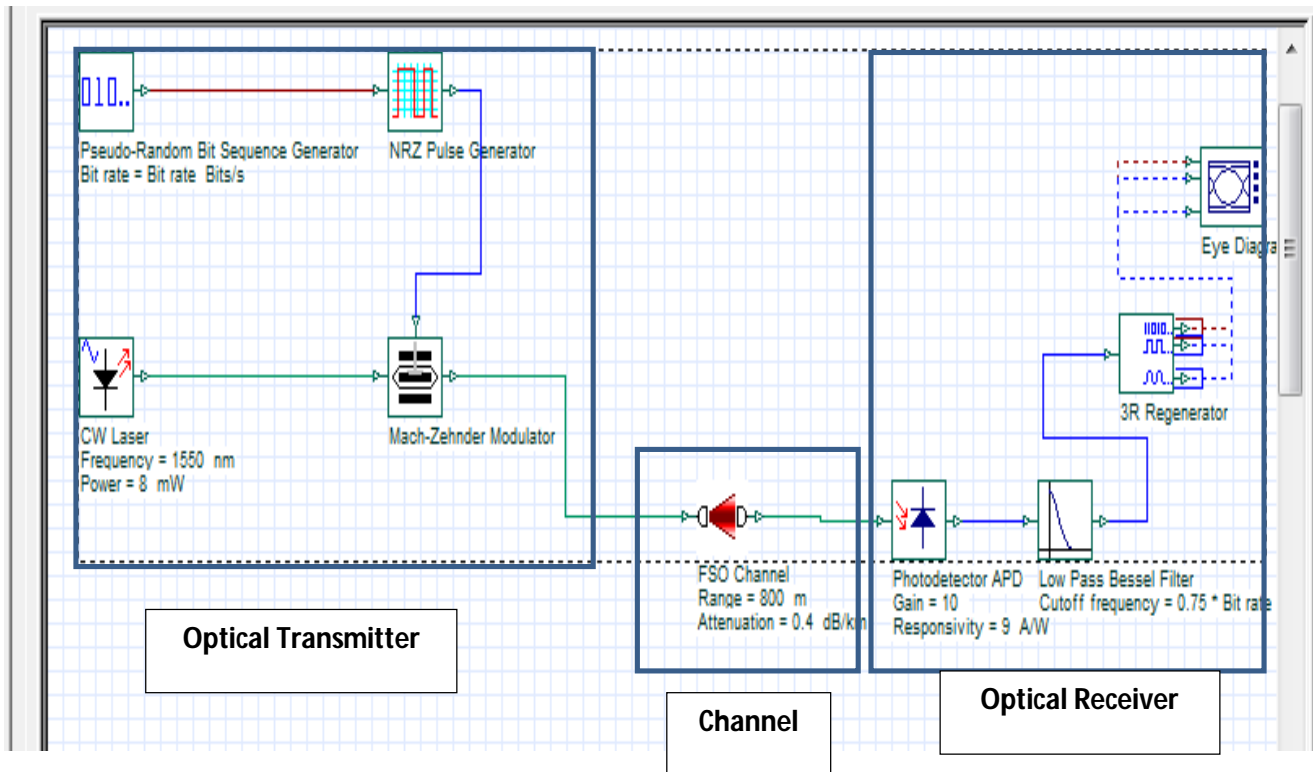 010..
Pseudo-Random Bit Sequence Generator
Bit rate = Bit rate Bits/s
NRZ Pulse Generator
CW Laser
Frequency = 1550 nm
Power = 8 mW
Mach-Zehnder Modulator
Optical Transmitter
FSO Channel
Range = 800 m
Attenuation = 0.4 dB/km
Channel
Eye Diagra
11010..
3R Regenerator
Photodetector APD
Gain = 10
Responsivity = 9 A/W
Low Pass Bessel Filter
Cutoff frequency = 0.75 * Bit rate
Optical Receiver